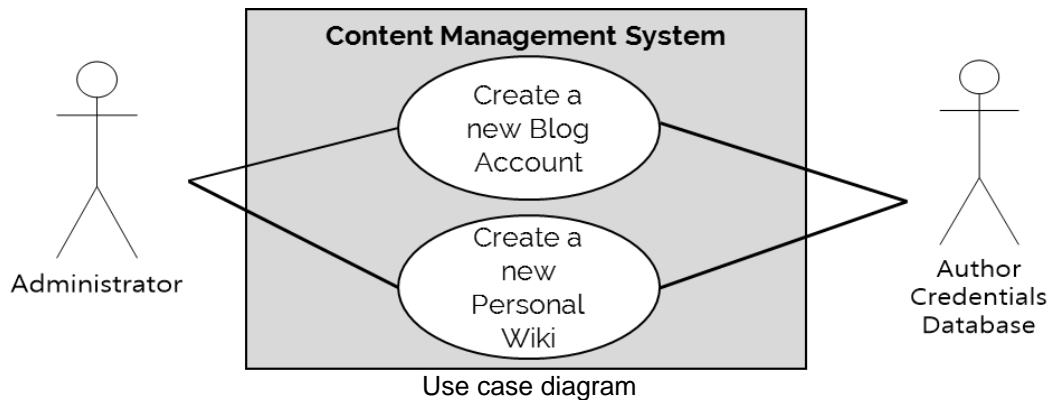 Content Management System
Create a
new Blog
Account
Administrator
Create a
new
Personal
Wiki
Author
Credentials
Database
Use case diagram